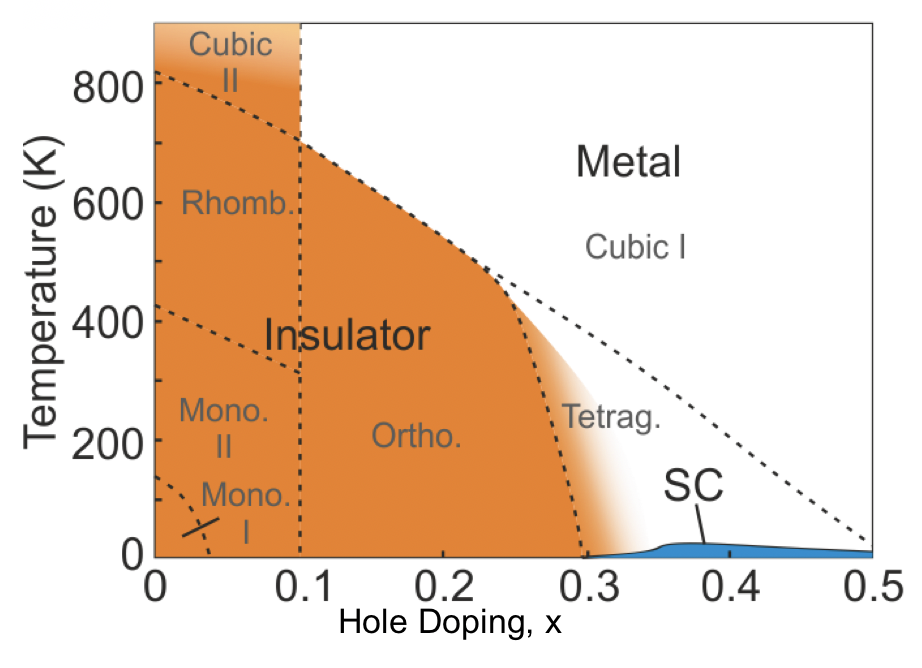 Cubic
II
800
Metal
600
Rhomb.
Cubic I
Temperature (K)
400
Insulator
Mono.
II
Tetrag.
200
Ortho.
SC
Mono.
I
0
0
0.1
0.2
0.3
0.4
0.5
Hole Doping, x